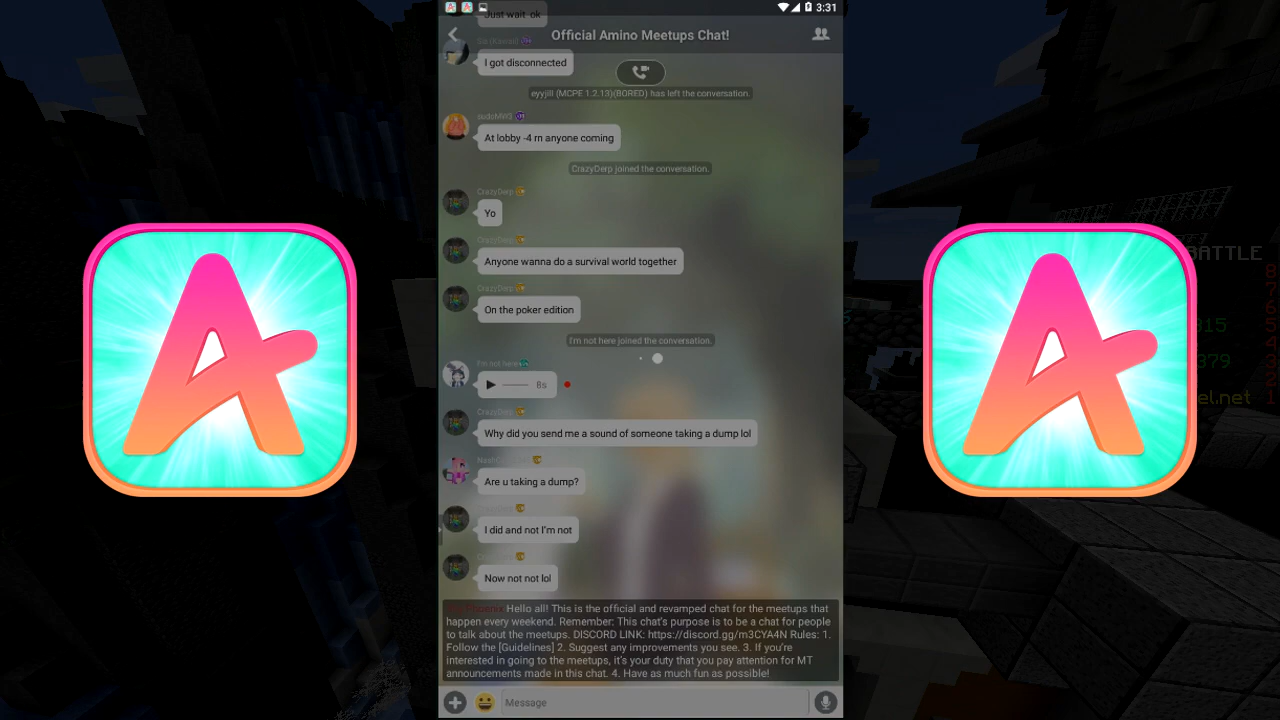 3:31
Just wait ok
Official Amino Meetups Chat!
I got disconnected
eyyjill (MCPE 1.2.13)(BORED) has left the conversation.
sudoMW3
At lobby -4 rn anyone coming
CrazyDerp joined the conversation.
CrazyDerp
Yo
CrazyDerp
Anyone wanna do a survival world together
CrazyDerp
On the poker edition
I'm not here joined the conversation.
I'm not here
8s
CrazyDerp
Why did you send me a sound of someone taking a dump lol
Are u taking a dump?
I did and not I'm not
Now not not lol
Phoenix Hello all! This is the official and revamped chat for the meetups that
happen every weekend. Remember: This chat's purpose is to be a chat for people
to talk about the meetups. DISCORD LINK: https://discord.gg/m3CYA4N Rules: 1.
Follow the [Guidelines] 2. Suggest any improvements you see. 3. If you're
interested in going to the meetups, it's your duty that you pay attention for MT
announcements made in this chat. 4. Have as much fun as possible!
Message
BATTLE
815
379
el.net